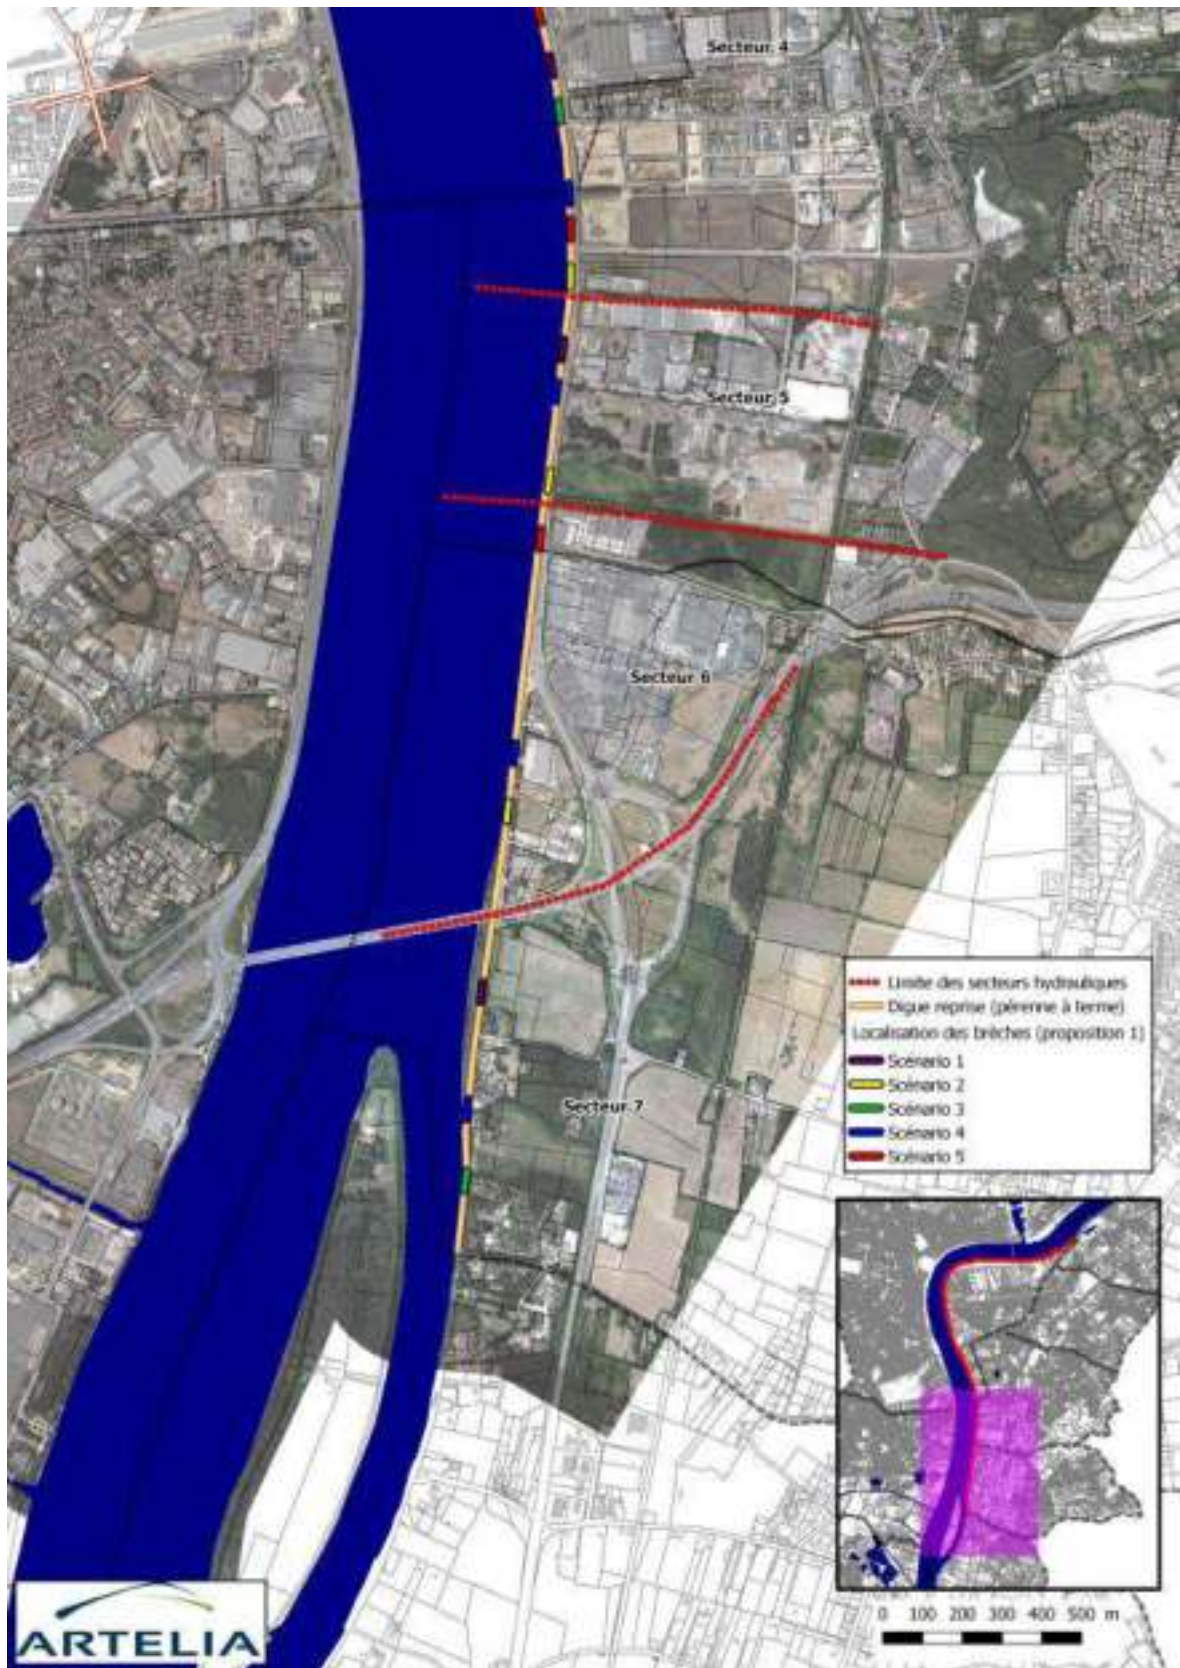 Secteur 4
Secteur 5
Secteur 6
Secteur 7
Limite des secteurs hydrauliques
Digue reprise (pérenne à terme)
Localisation des brèches (proposition 1)
Scénario 1
Scénario 2
Scénario 3
Scénario 4
Scénario 5
0 100 200 300 400 500 m
ARTELIA